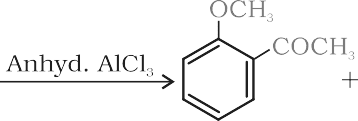 OCH₃
COCH₃
Anhyd. AlCl₃
+